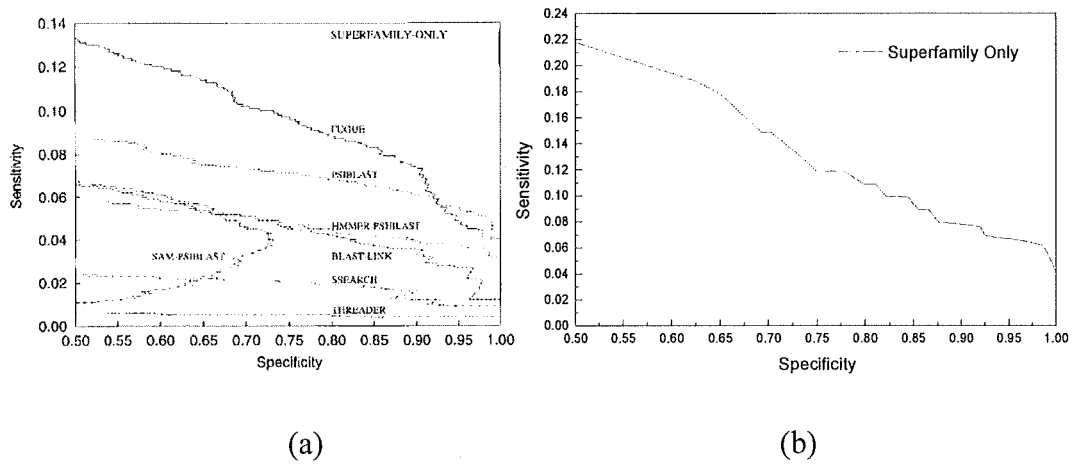 0.14
0.12
0.10
0.08
0.06
0.04
0.02
0.00
Sensitivity
SUPERFAMILY-ONLY
FUGUE
PSIBLAST
HMMER-PSIBLAST
SAM-PSIBLAST
BLAST-LINK
SSEARCH
THREADER
0.50 0.55 0.60 0.65 0.70 0.75 0.80 0.85 0.90 0.95 1.00
Specificity
(a)
0.24
0.22
0.20
0.18
0.16
0.14
0.12
0.10
0.08
0.06
0.04
0.02
0.00
Sensitivity
Superfamily Only
0.50 0.55 0.60 0.65 0.70 0.75 0.80 0.85 0.90 0.95 1.00
Specificity
(b)